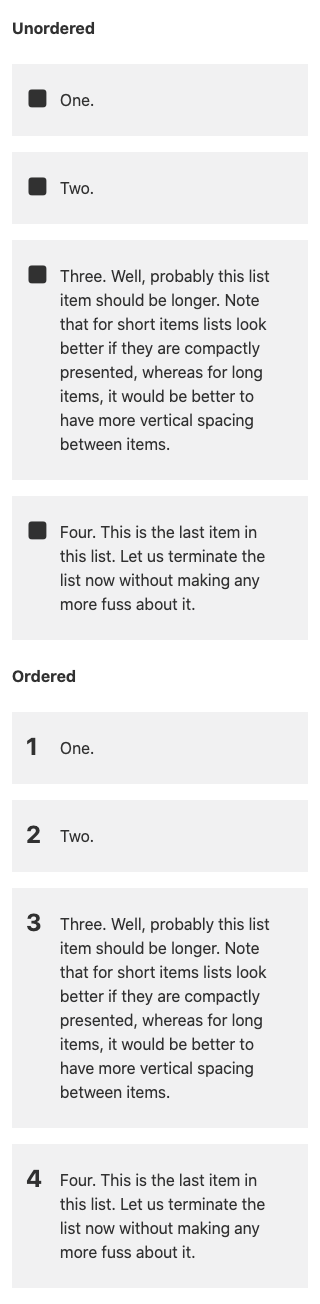 Unordered
One.
Two.
Three. Well, probably this list
item should be longer. Note
that for short items lists look
better if they are compactly
presented, whereas for long
items, it would be better to
have more vertical spacing
between items.
Four. This is the last item in
this list. Let us terminate the
list now without making any
more fuss about it.
Ordered
1 One.
2 Two.
3 Three. Well, probably this list
item should be longer. Note
that for short items lists look
better if they are compactly
presented, whereas for long
items, it would be better to
have more vertical spacing
between items.
4 Four. This is the last item in
this list. Let us terminate the
list now without making any
more fuss about it.